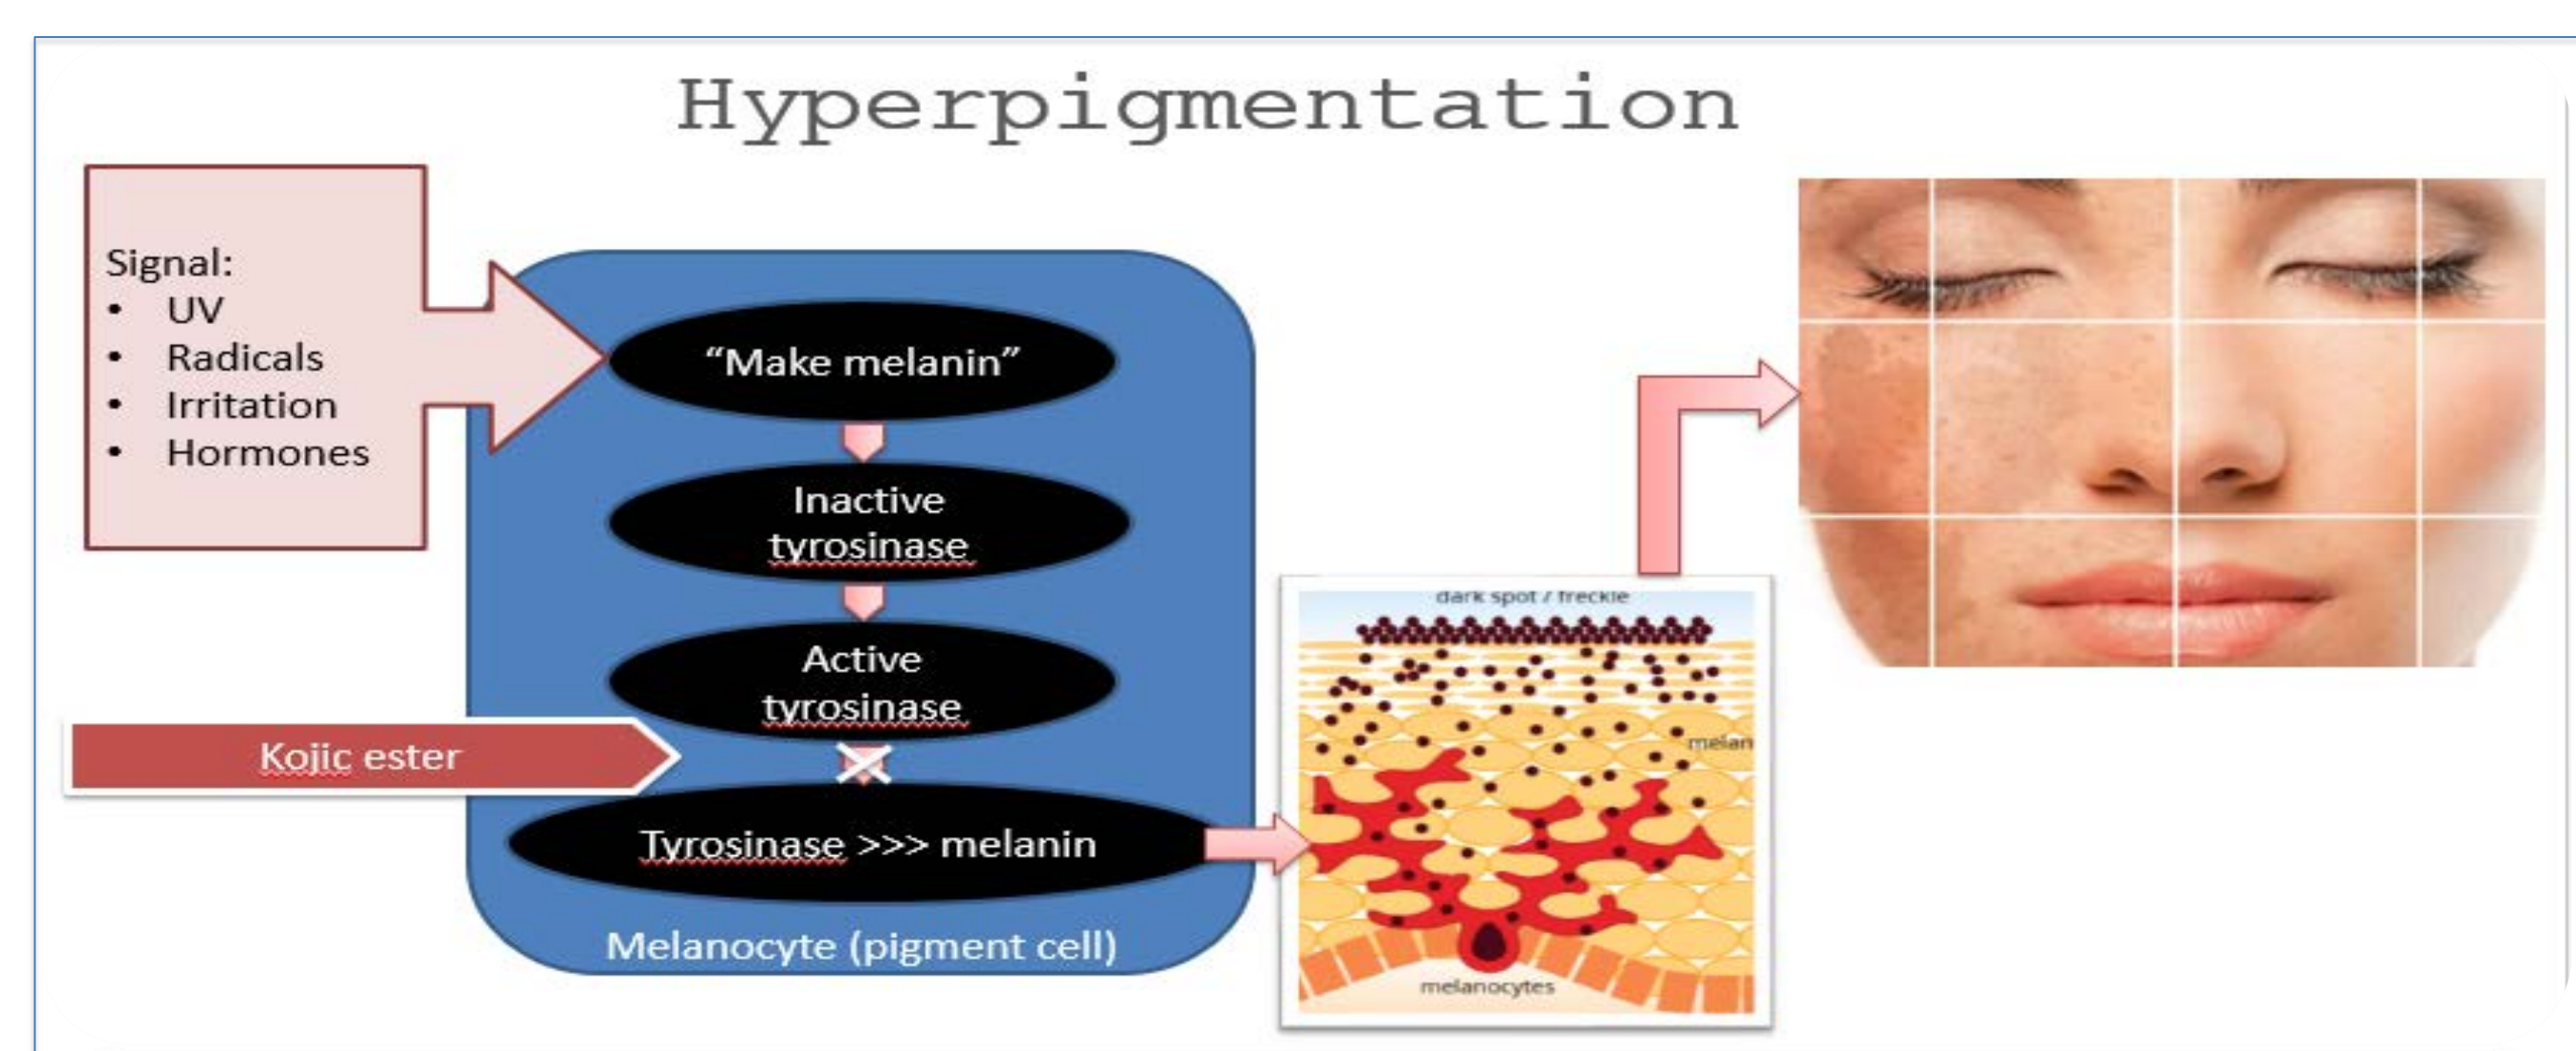 Hyperpigmentation
Signal:
• UV
• Radicals
• Irritation
• Hormones
“Make melanin”
Inactive
tyrosinase
Active
tyrosinase
Kojic ester
Tyrosinase >>> melanin
Melanocyte (pigment cell)
dark spot / freckle
melan
melanocytes